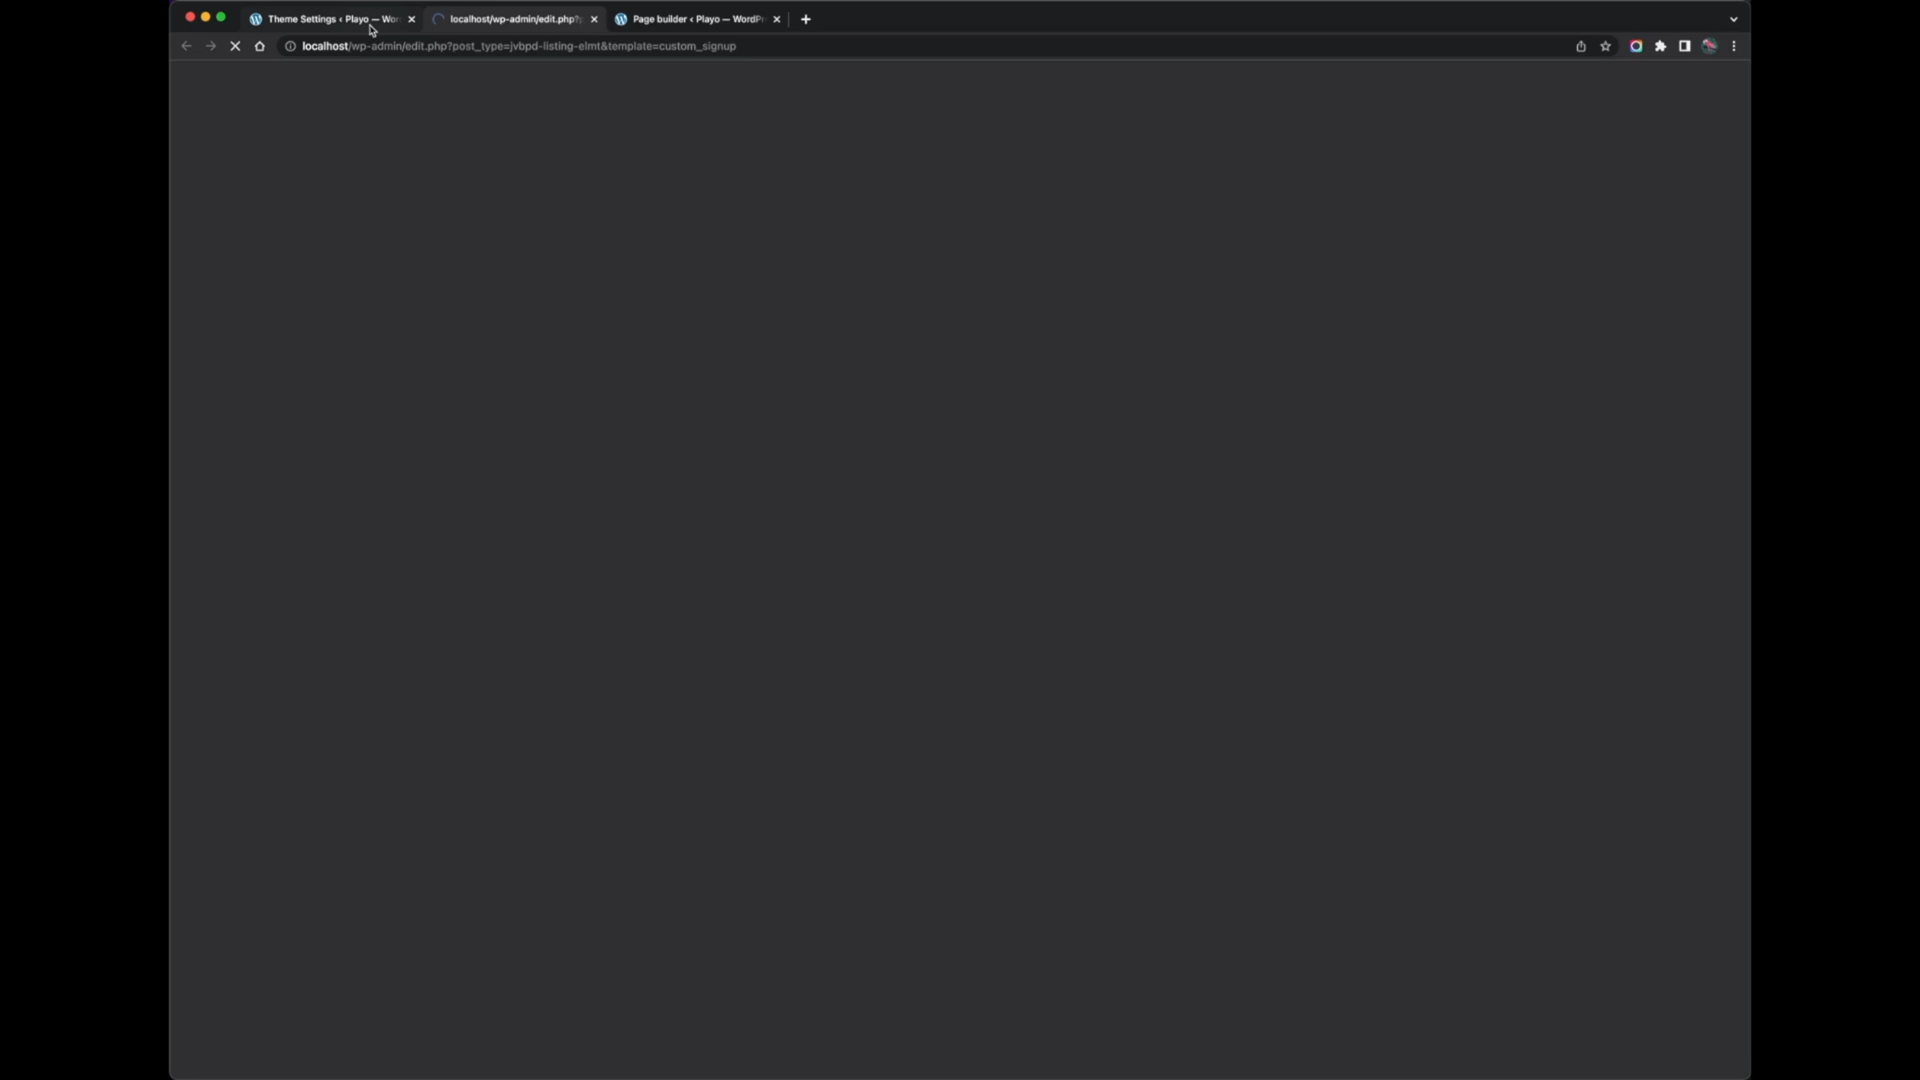 Theme Settings ‹ Playo — Wor
localhost/wp-admin/edit.php?
Page builder ‹ Playo — WordPr
localhost/wp-admin/edit.php?post_type=jvbpd-listing-elmt&template=custom_signup